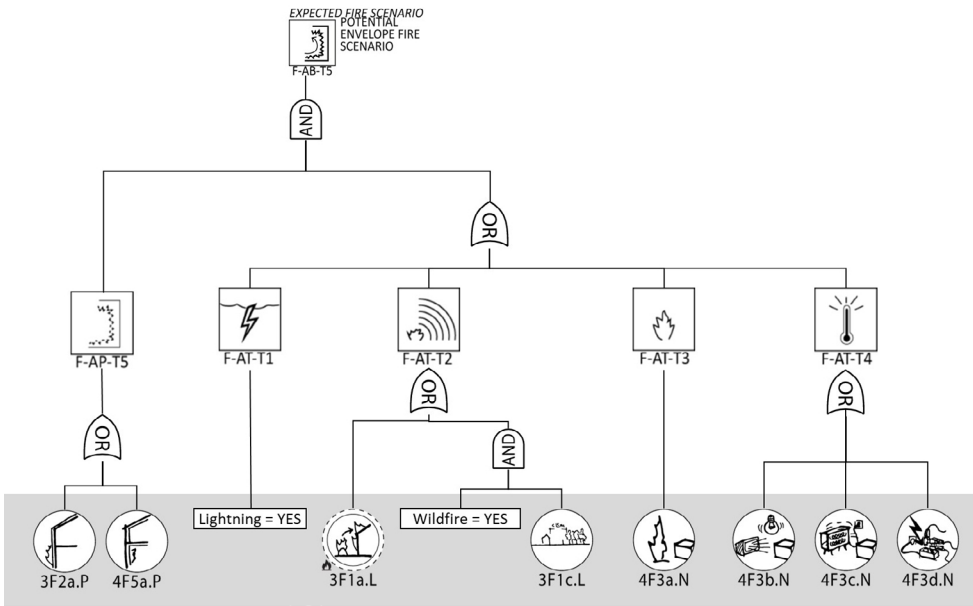 EXPECTED FIRE SCENARIO
POTENTIAL
ENVELOPE FIRE
SCENARIO
F-AB-T5
AND
OR
F-AP-T5
F-AT-T1
F-AT-T2
F-AT-T3
F-AT-T4
OR
OR
AND
OR
Lightning = YES
Wildfire = YES
3F2a.P
4F5a.P
3F1a.L
3F1c.L
4F3a.N
4F3b.N
4F3c.N
4F3d.N